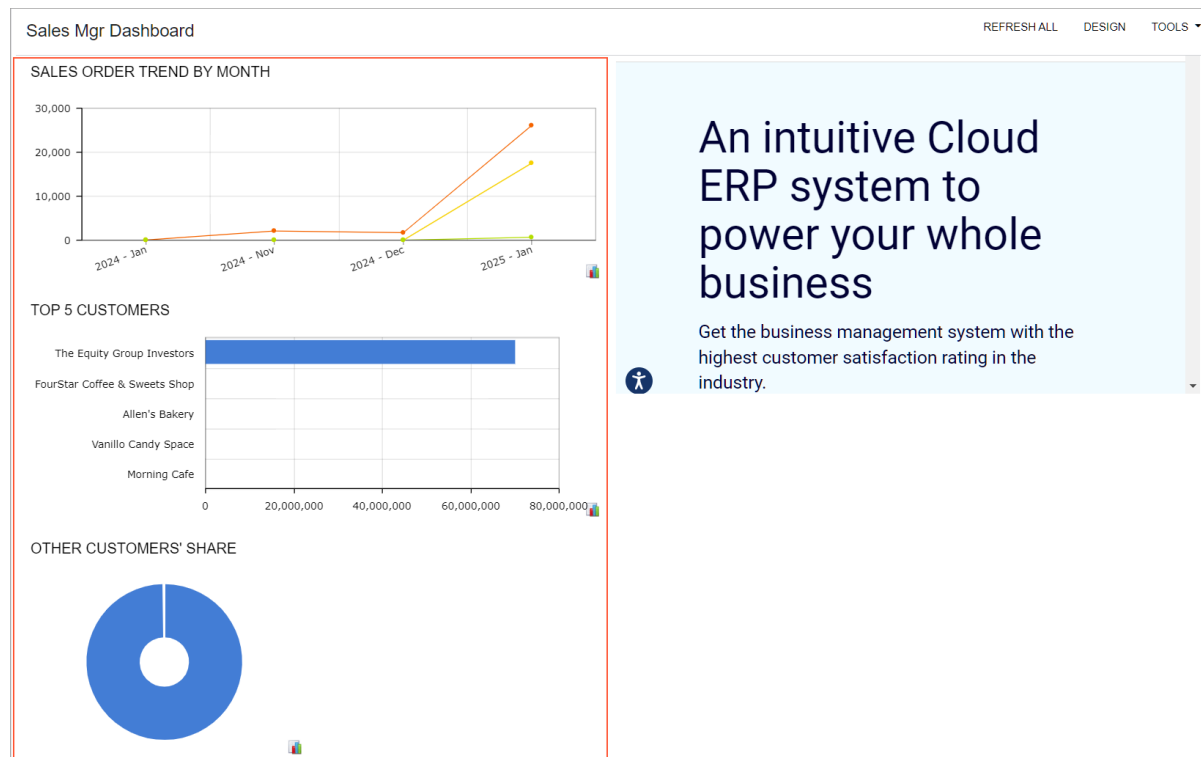 Sales Mgr Dashboard
REFRESH ALL DESIGN TOOLS
SALES ORDER TREND BY MONTH
30,000
20,000
10,000
0
2024 - Jan 2024 - Nov 2024 - Dec 2025 - Jan
TOP 5 CUSTOMERS
The Equity Group Investors
FourStar Coffee & Sweets Shop
Allen's Bakery
Vanillo Candy Space
Morning Cafe
0 20,000,000 40,000,000 60,000,000 80,000,000
OTHER CUSTOMERS' SHARE
An intuitive Cloud
ERP system to
power your whole
business
Get the business management system with the
highest customer satisfaction rating in the
industry.